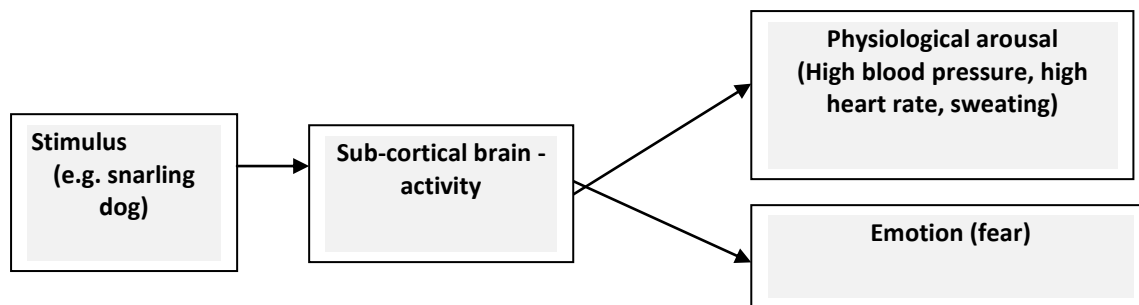 Stimulus
(e.g. snarling
dog)
Sub-cortical brain -
activity
Physiological arousal
(High blood pressure, high
heart rate, sweating)
Emotion (fear)